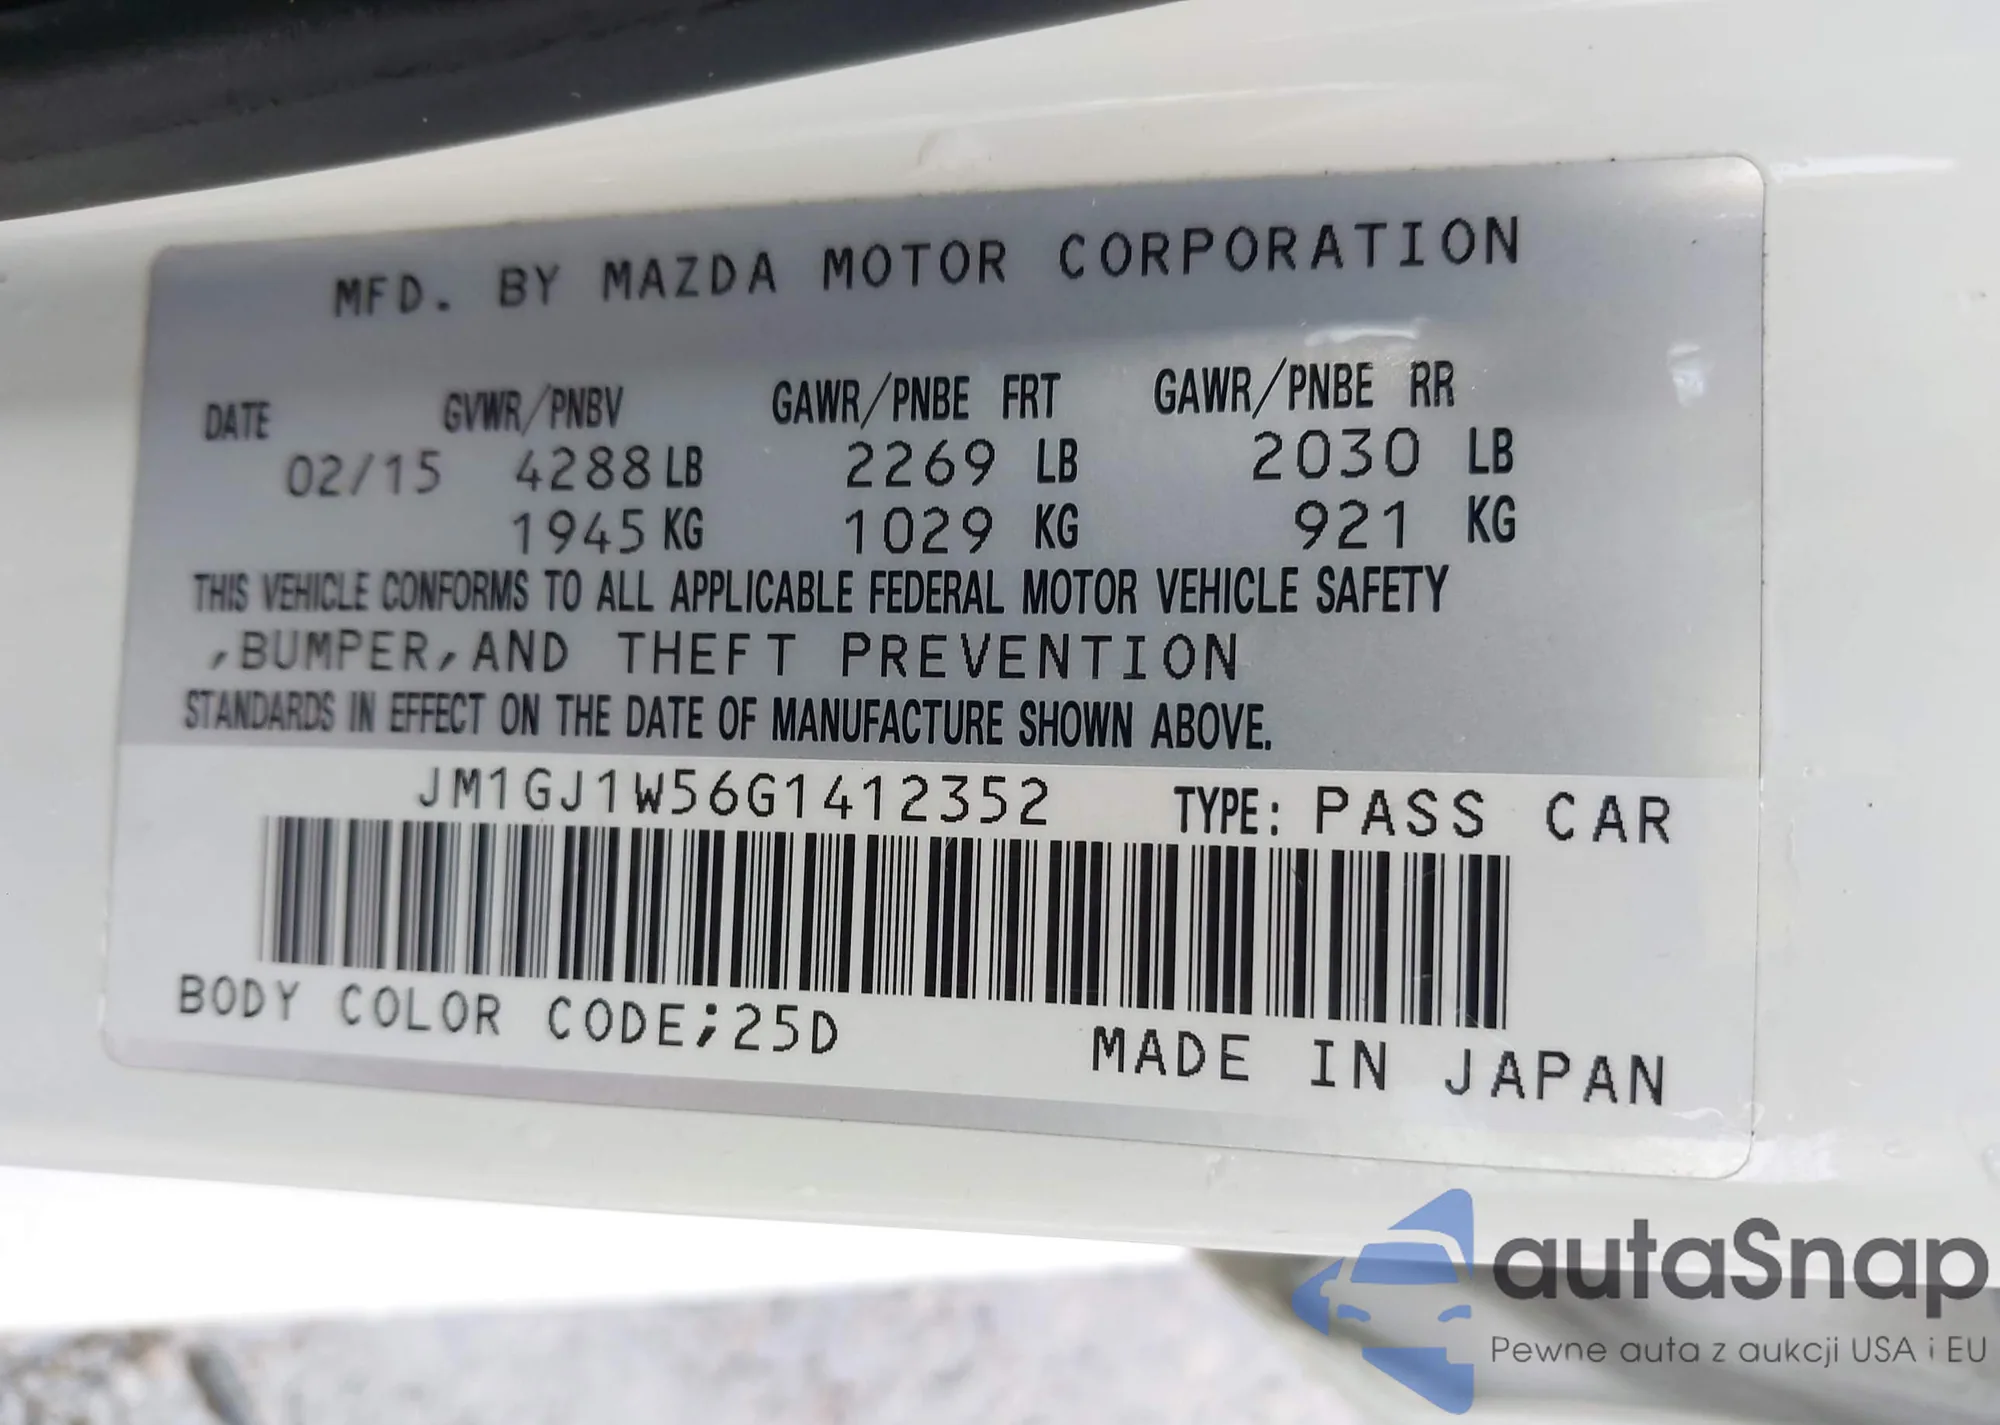 MFD. BY MAZDA MOTOR CORPORATION
DATE GVWR/PNBV GAWR/PNBE FRT GAWR/PNBE RR
02/15 4288 LB 2269 LB 2030 LB
1945 KG 1029 KG 921 KG
THIS VEHICLE CONFORMS TO ALL APPLICABLE FEDERAL MOTOR VEHICLE SAFETY
,BUMPER,AND THEFT PREVENTION
STANDARDS IN EFFECT ON THE DATE OF MANUFACTURE SHOWN ABOVE.
JM1GJ1W56G1412352 TYPE: PASS CAR
BODY COLOR CODE;25D MADE IN JAPAN
autaSnap
Pewne auta z aukcji USA i EU